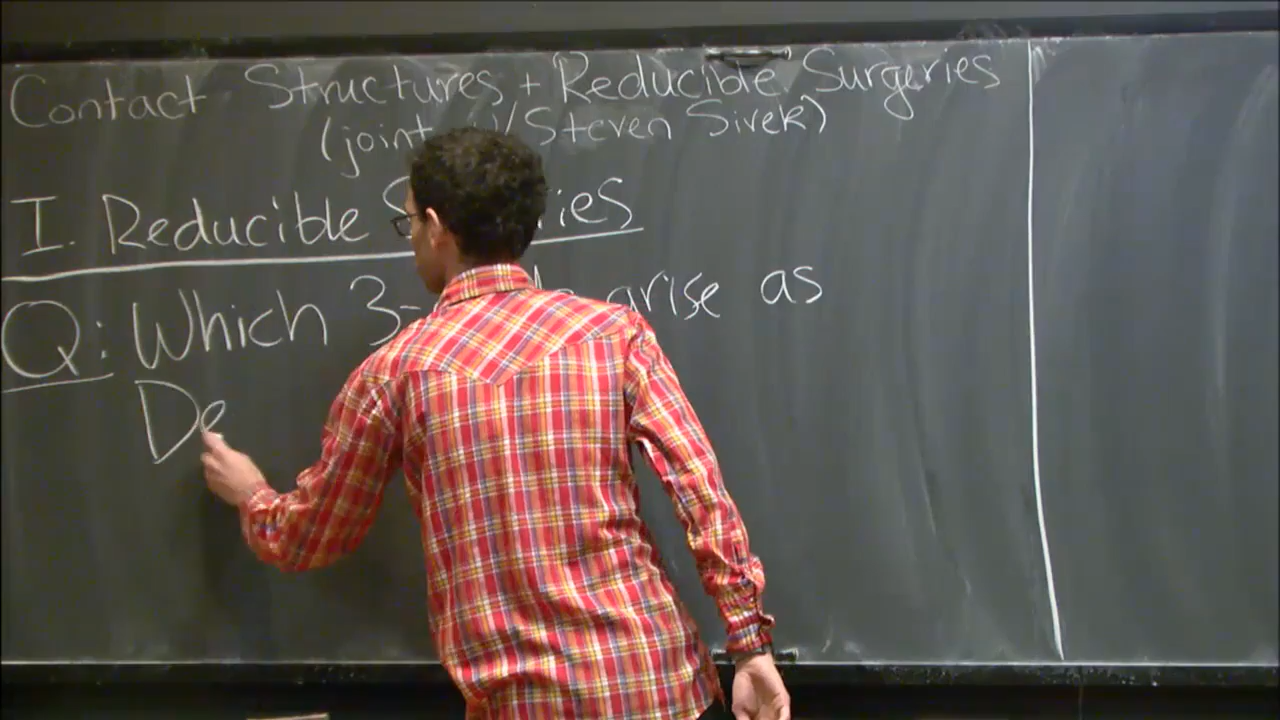 Contact Structures + Reducible Surgeries
(joint w/Steven Sivek)
I. Reducible
Q: Which 3- arise as
De